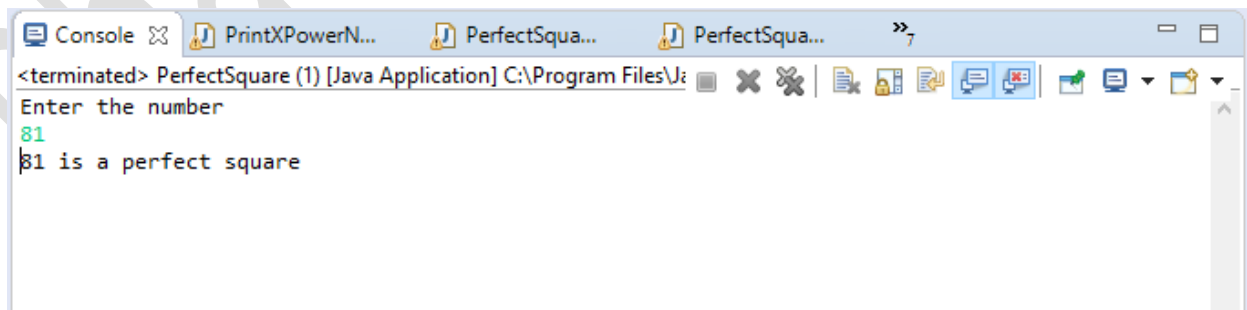 Console PrintXPowerN... PerfectSqua... PerfectSqua... »7
<terminated> PerfectSquare (1) [Java Application] C:\Program Files\Ja
Enter the number
81
81 is a perfect square